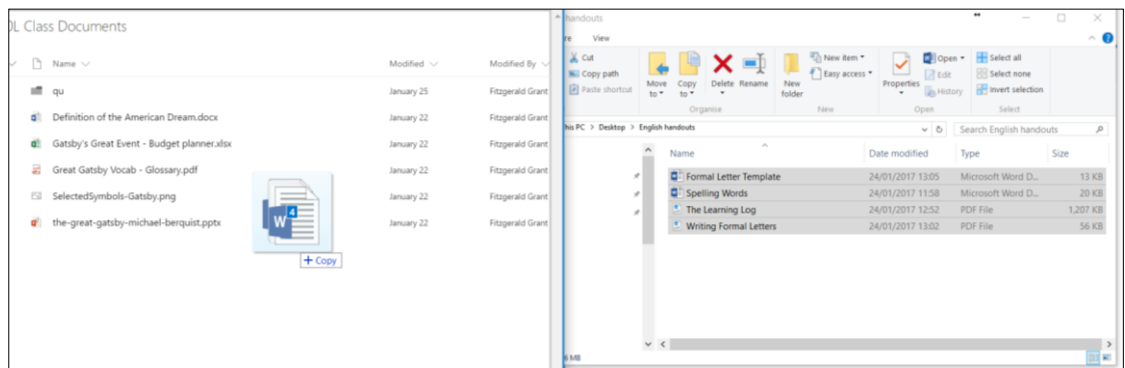 OL Class Documents
Name Modified Modified By
qu January 25 Fitzgerald Grant
Definition of the American Dream.docx January 22 Fitzgerald Grant
Gatsby's Great Event - Budget planner.xlsx January 22 Fitzgerald Grant
Great Gatsby Vocab - Glossary.pdf January 22 Fitzgerald Grant
SelectedSymbols-Gatsby.png January 22 Fitzgerald Grant
the-great-gatsby-michael-berquist.pptx January 22 Fitzgerald Grant
W 4
+ Copy
handouts
re View
Cut
Copy path
Paste shortcut
Move to
Copy to
Delete
Rename
Organise
New folder
New item
Easy access
New
Properties
Open
Edit
History
Open
Select all
Select none
Invert selection
Select
This PC > Desktop > English handouts
Search English handouts
Name Date modified Type Size
Formal Letter Template 24/01/2017 13:05 Microsoft Word D... 13 KB
Spelling Words 24/01/2017 11:58 Microsoft Word D... 20 KB
The Learning Log 24/01/2017 12:52 PDF File 1,207 KB
Writing Formal Letters 24/01/2017 13:02 PDF File 56 KB
6 MB